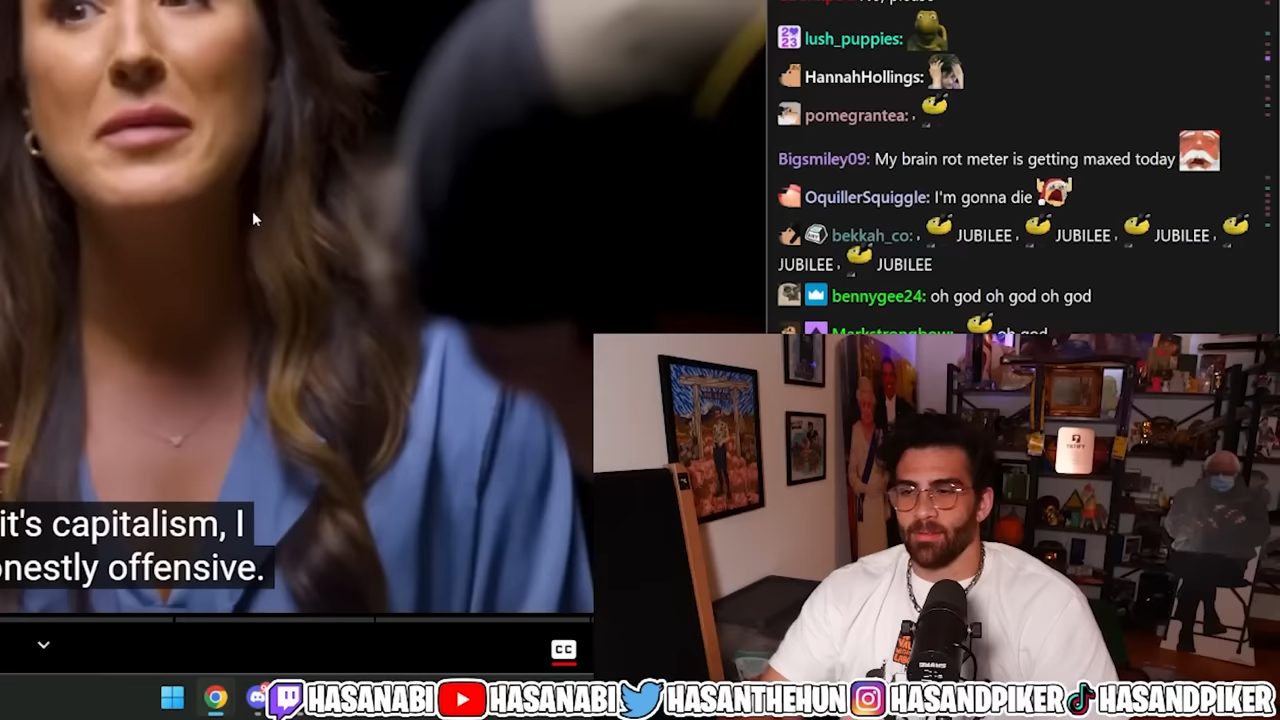 lush_puppies:
HannahHollings:
pomegrantea: ,
Bigsmiley09: My brain rot meter is getting maxed today
OquillerSquiggle: I'm gonna die
bekkah_co: , JUBILEE , JUBILEE , JUBILEE ,
JUBILEE , JUBILEE
bennygee24: oh god oh god oh god
it's capitalism, I
offensive.
CC
HASANABI HASANABI HASANTHEHUN HASANDPIKER HASANDPIKER